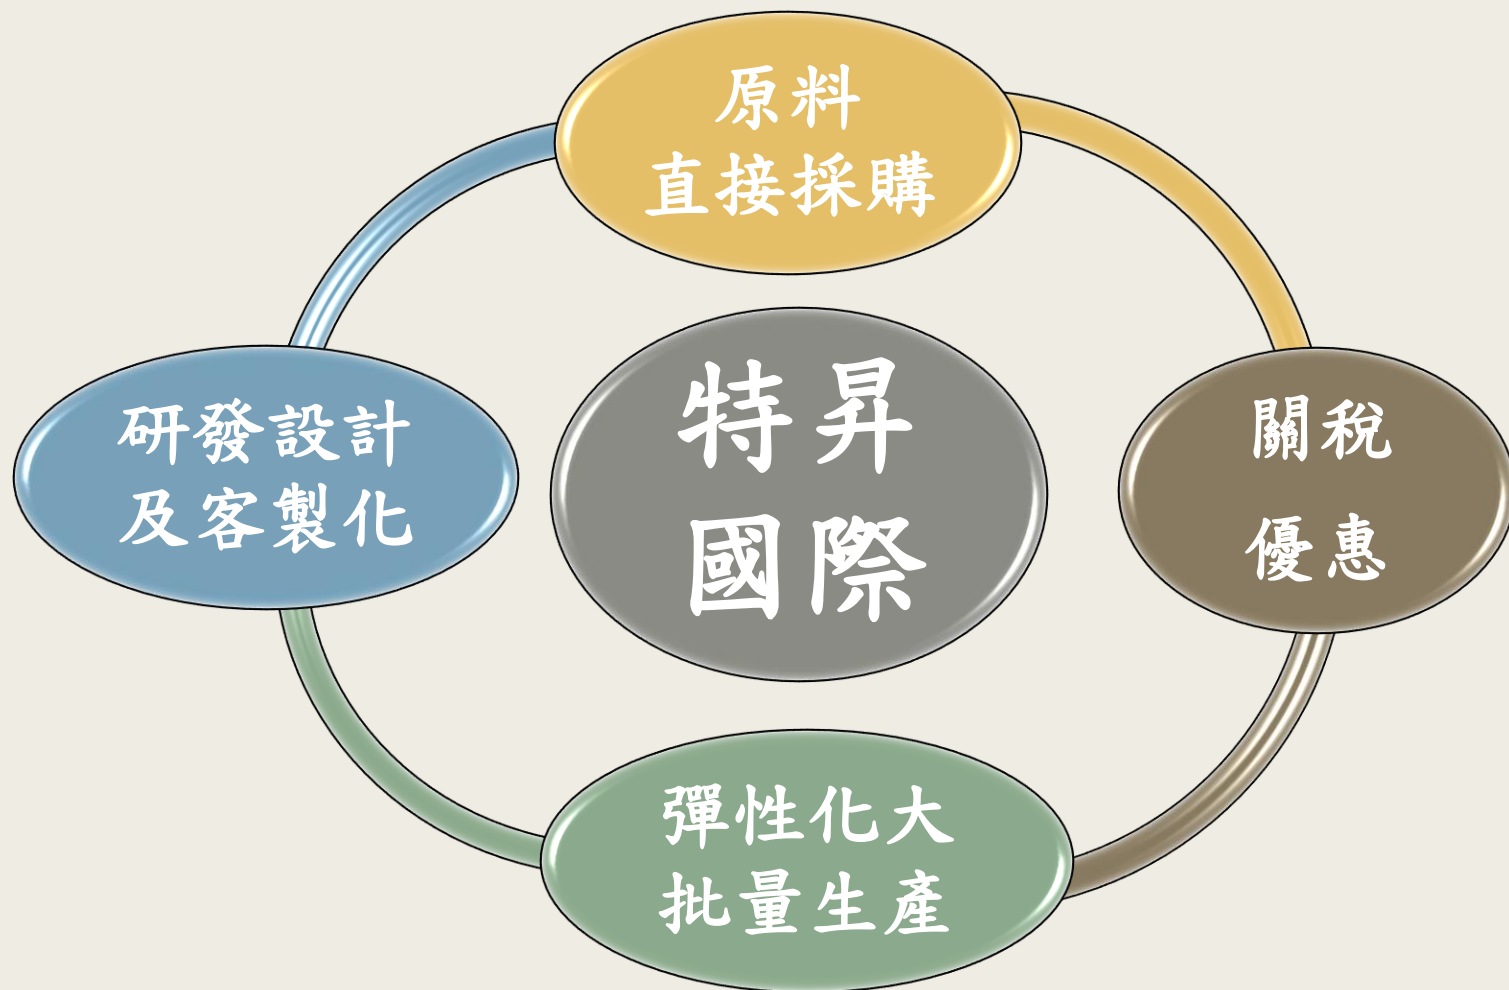 原料
直接採購
研發設計
及客製化
特昇
國際
關稅
優惠
彈性化大
批量生產